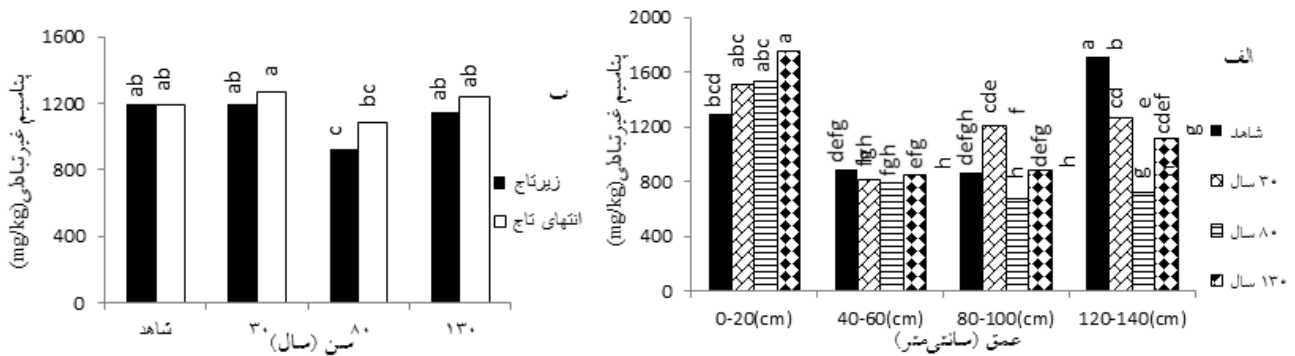 1600
1200
800
400
0
پتاسیم غیرتبادلی(mg/kg)
ab ab
ab a
c bc
ab ab
ب
زیرتاج
انتهای تاج
شاهد ۳۰ ۸۰ ۱۳۰
سن (سال)
2000
1600
1200
800
400
0
پتاسیم غیرتبادلی(mg/kg)
bcd abc abc a
defg fgh fgh efg h
defgh cde f h defg h
a b cd e g cdef g
الف
شاهد
۳۰ سال
۸۰ سال
۱۳۰ سال
0-20(cm) 40-60(cm) 80-100(cm) 120-140(cm)
عمق (سانتی‌متر)